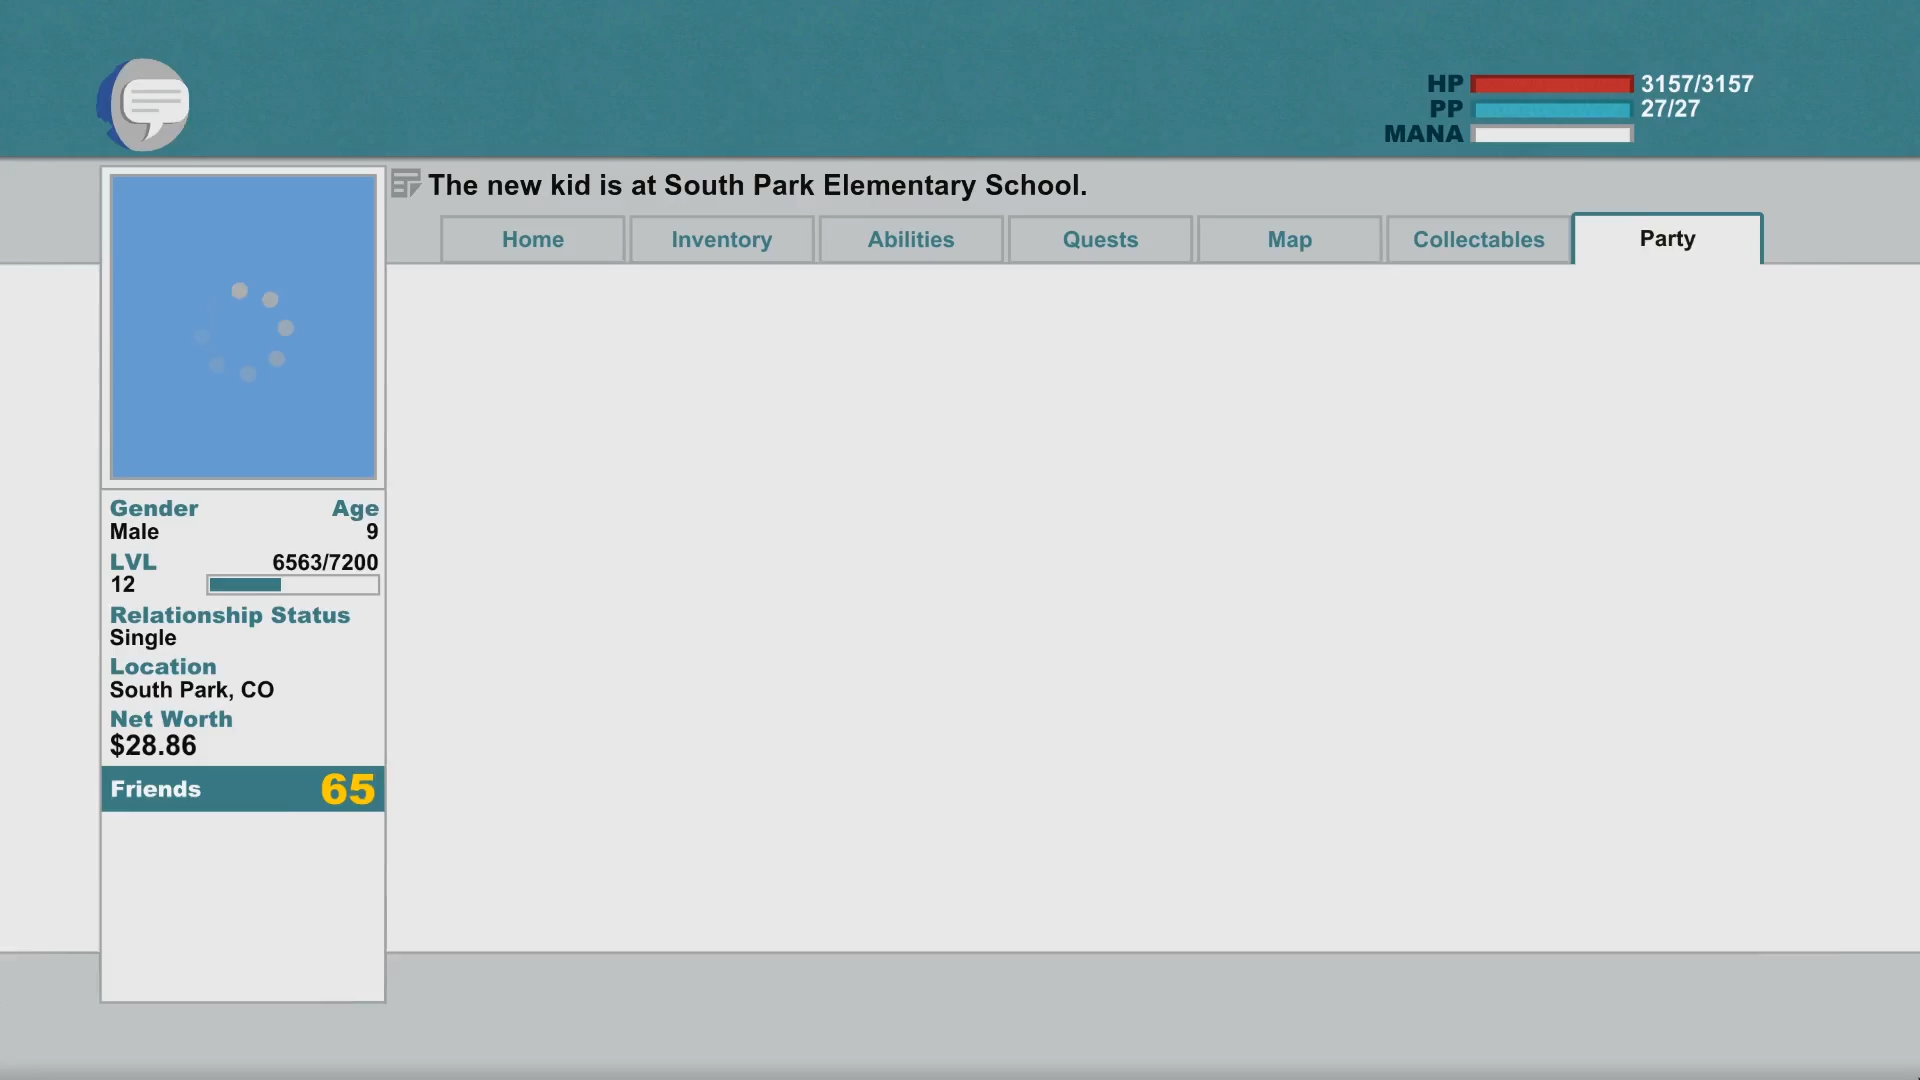 HP 3157/3157
PP 27/27
MANA
The new kid is at South Park Elementary School.
Home Inventory Abilities Quests Map Collectables Party
Gender Age
Male 9
LVL 6563/7200
12
Relationship Status
Single
Location
South Park, CO
Net Worth
$28.86
Friends 65